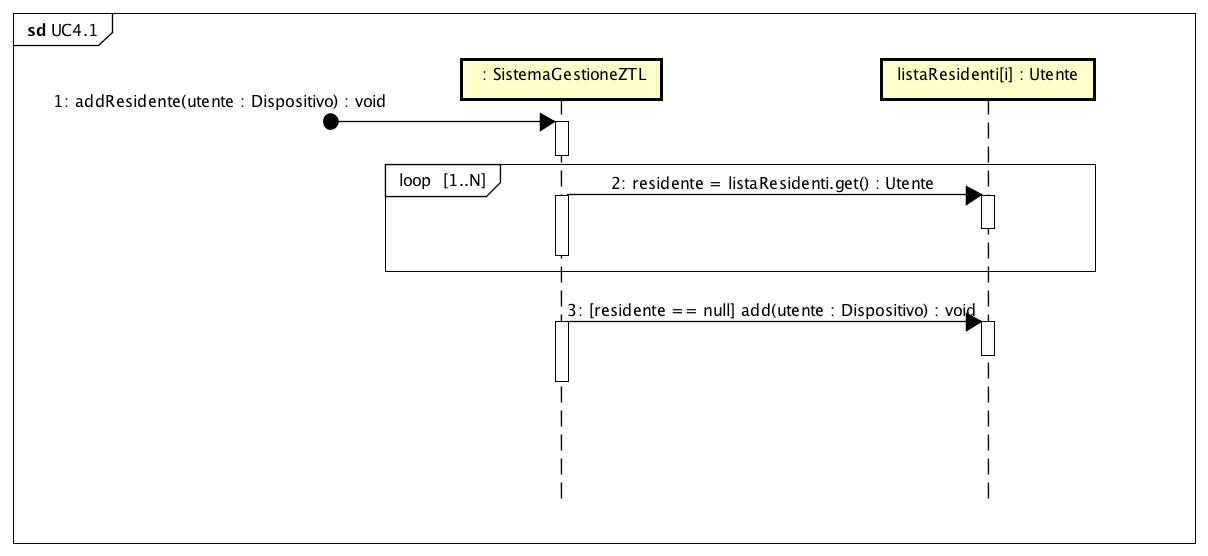 sd UC4.1
: SistemaGestioneZTL
listaResidenti[i] : Utente
1: addResidente(utente : Dispositivo) : void
loop [1..N]
2: residente = listaResidenti.get() : Utente
3: [residente == null] add(utente : Dispositivo) : void